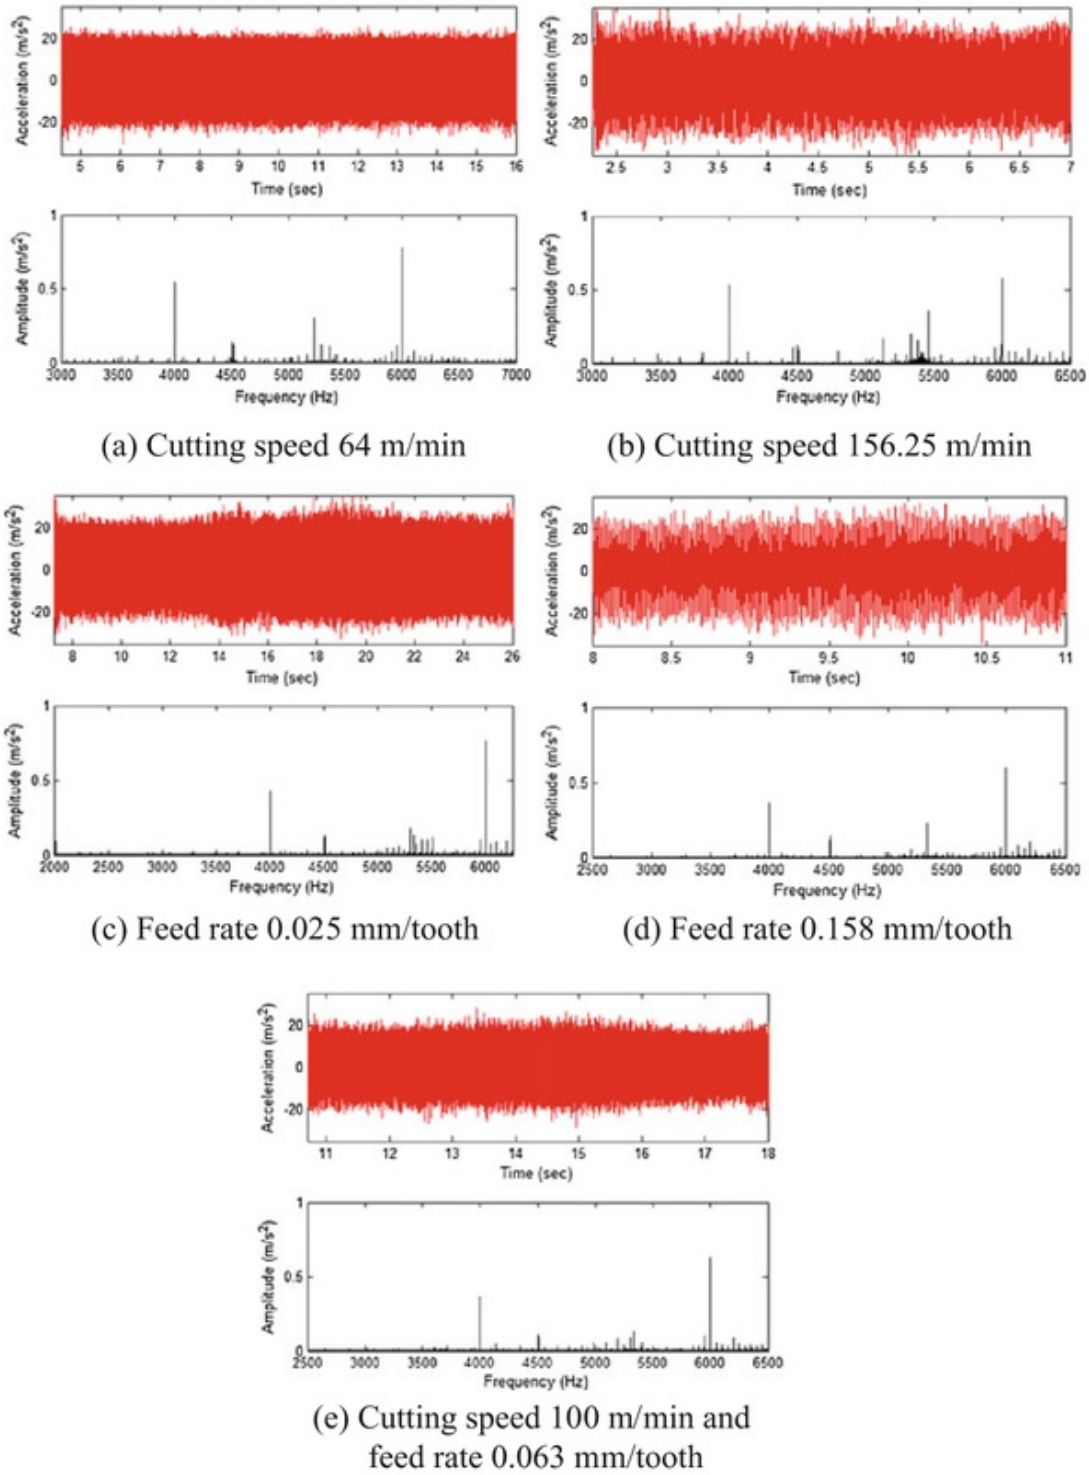 Acceleration (m/s²)
20
0
-20
5 6 7 8 9 10 11 12 13 14 15 16
Time (sec)
Amplitude (m/s²)
1
0.5
0
3000 3500 4000 4500 5000 5500 6000 6500 7000
Frequency (Hz)
(a) Cutting speed 64 m/min
Acceleration (m/s²)
20
0
-20
2.5 3 3.5 4 4.5 5 5.5 6 6.5 7
Time (sec)
Amplitude (m/s²)
1
0.5
0
3000 3500 4000 4500 5000 5500 6000 6500
Frequency (Hz)
(b) Cutting speed 156.25 m/min
Acceleration (m/s²)
20
0
-20
8 10 12 14 16 18 20 22 24 26
Time (sec)
Amplitude (m/s²)
1
0.5
0
2000 2500 3000 3500 4000 4500 5000 5500 6000
Frequency (Hz)
(c) Feed rate 0.025 mm/tooth
Acceleration (m/s²)
20
0
-20
8 8.5 9 9.5 10 10.5 11
Time (sec)
Amplitude (m/s²)
1
0.5
0
2500 3000 3500 4000 4500 5000 5500 6000 6500
Frequency (Hz)
(d) Feed rate 0.158 mm/tooth
Acceleration (m/s²)
20
0
-20
11 12 13 14 15 16 17 18
Time (sec)
Amplitude (m/s²)
1
0.5
0
2500 3000 3500 4000 4500 5000 5500 6000 6500
Frequency (Hz)
(e) Cutting speed 100 m/min and
feed rate 0.063 mm/tooth